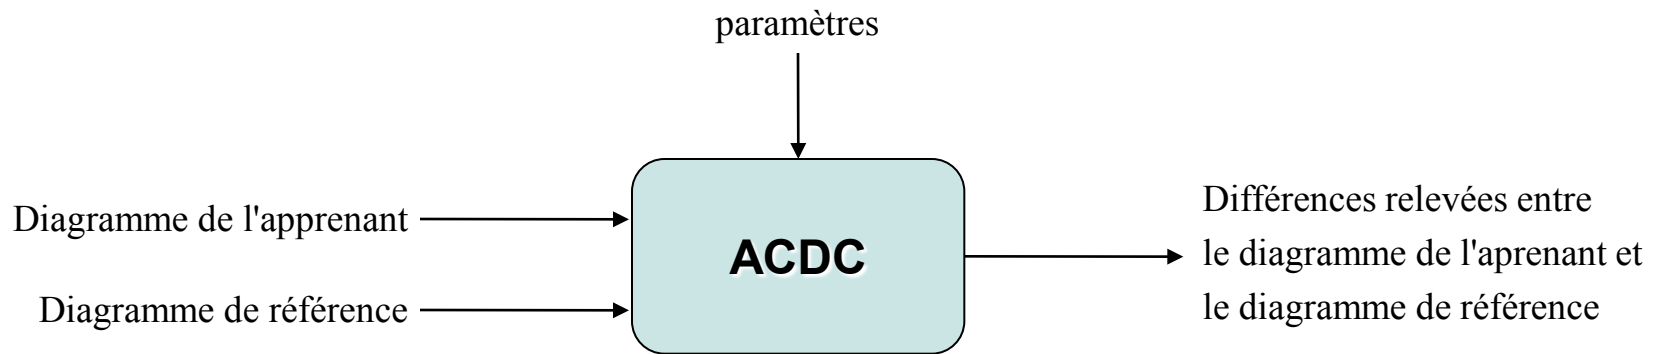 paramètres
Diagramme de l'apprenant
Diagramme de référence
ACDC
Différences relevées entre
le diagramme de l'aprenant et
le diagramme de référence